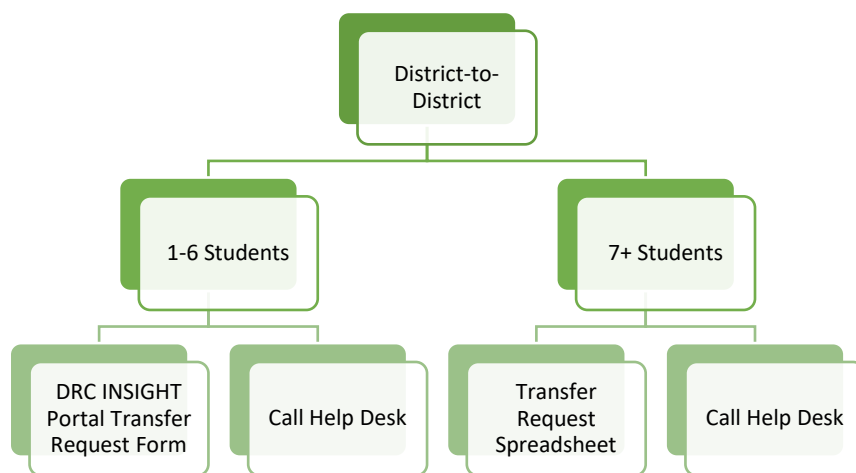 District-to-
District
1-6 Students
7+ Students
DRC INSIGHT
Portal Transfer
Request Form
Call Help Desk
Transfer
Request
Spreadsheet
Call Help Desk